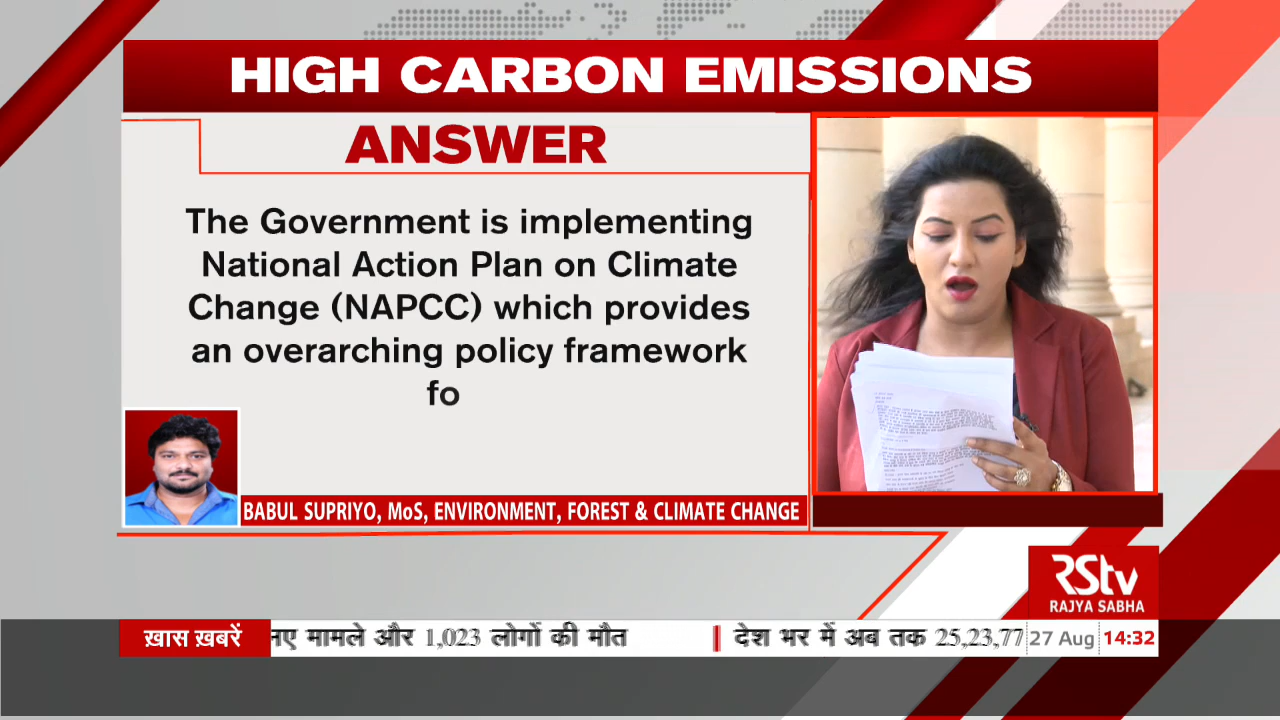 HIGH CARBON EMISSIONS
ANSWER
The Government is implementing
National Action Plan on Climate
Change (NAPCC) which provides
an overarching policy framework
fo
BABUL SUPRIYO, MoS, ENVIRONMENT, FOREST & CLIMATE CHANGE
RSTV
RAJYA SABHA
ख़ास ख़बरें
नए मामले और 1,023 लोगों की मौत
देश भर में अब तक 25,23,77
27 Aug
14:32